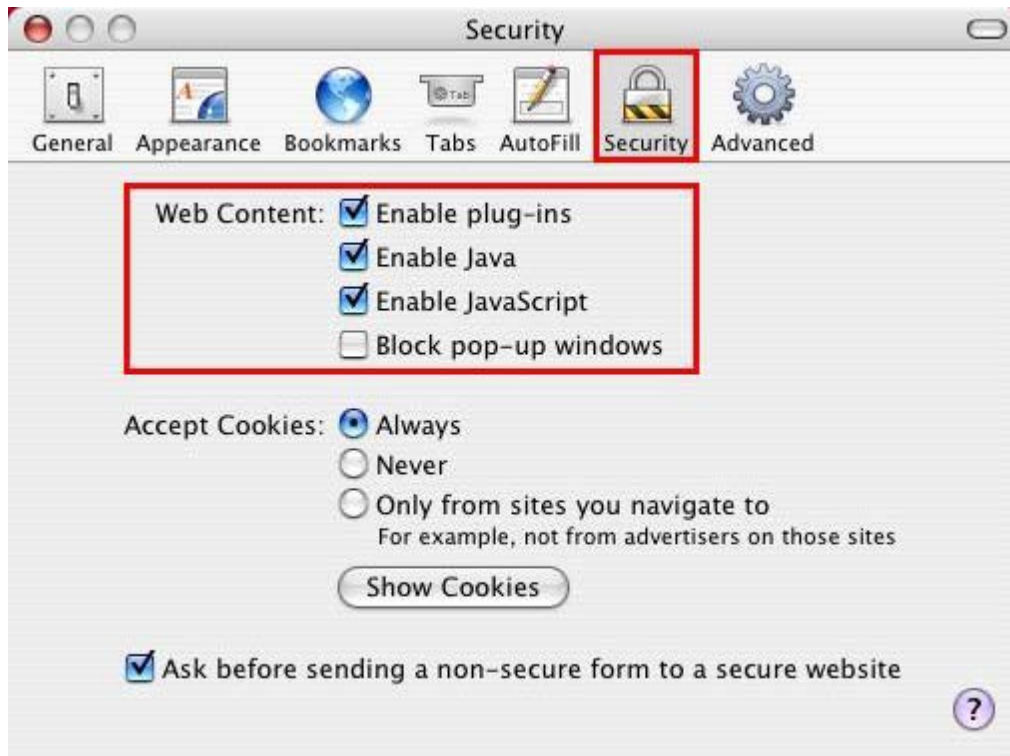 Security
Tab
General Appearance Bookmarks Tabs AutoFill Security Advanced
Web Content: Enable plug-ins
Enable Java
Enable JavaScript
Block pop-up windows
Accept Cookies: Always
Never
Only from sites you navigate to
For example, not from advertisers on those sites
Show Cookies
Ask before sending a non-secure form to a secure website
?